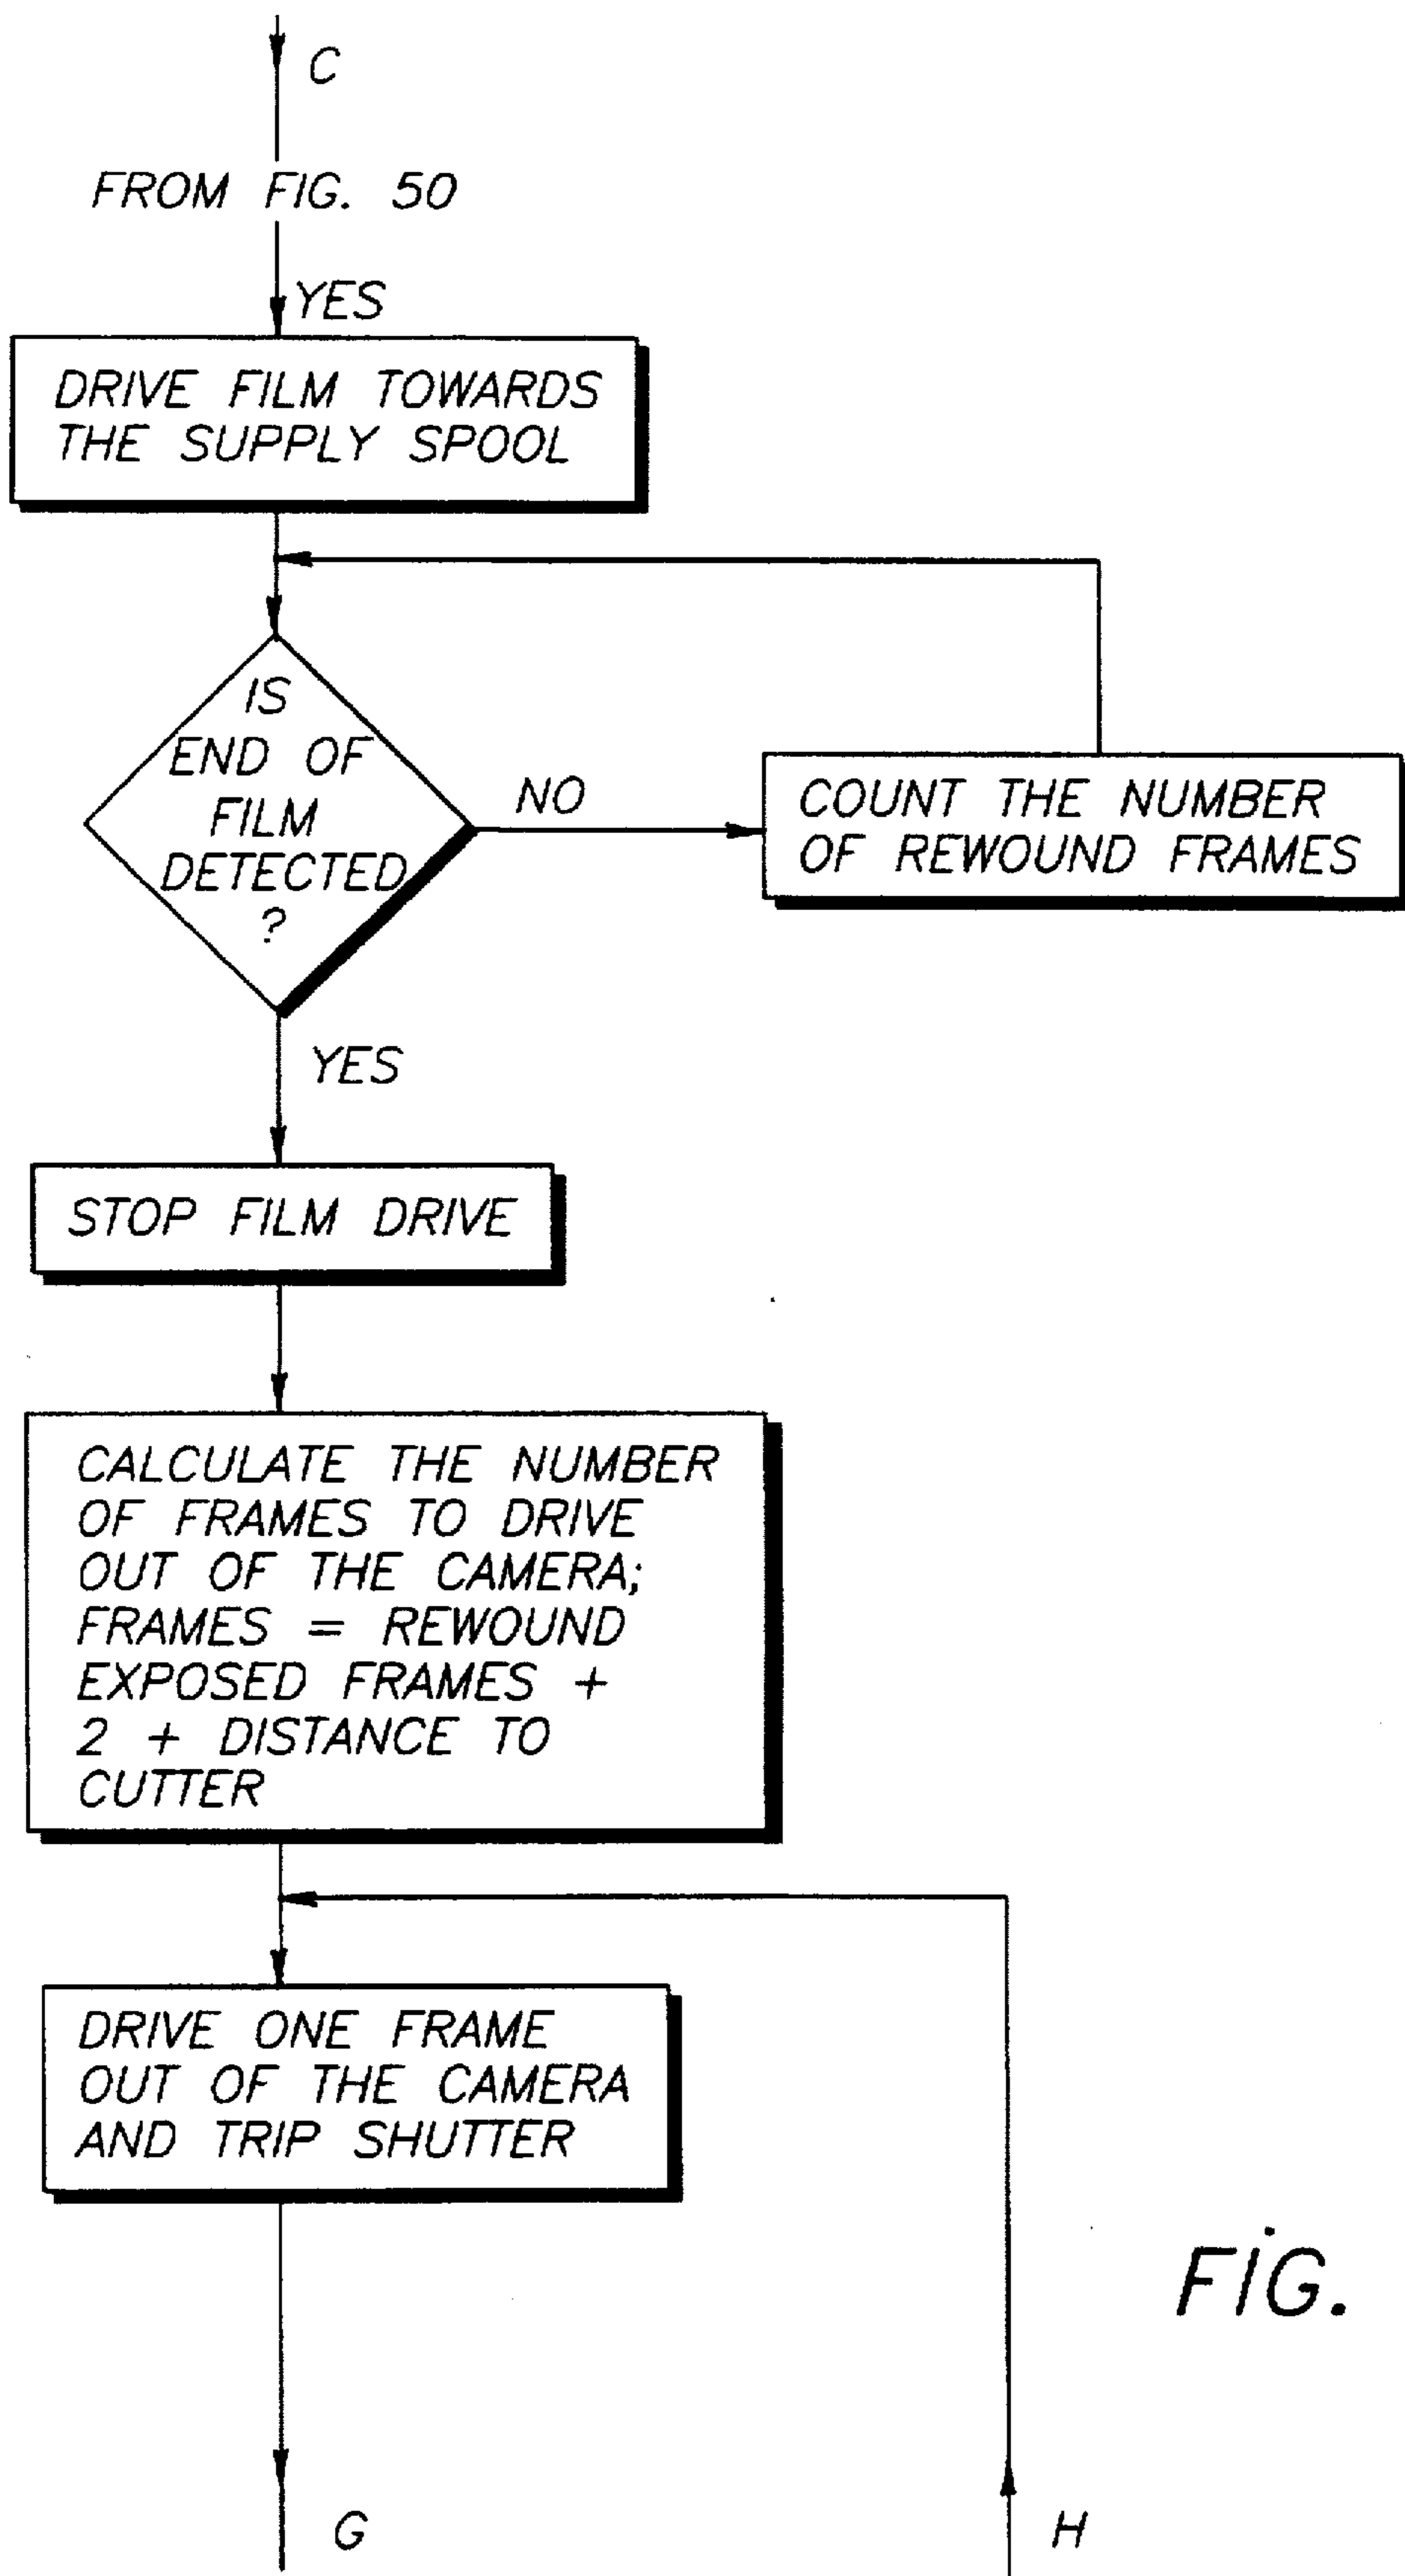 C
FROM FIG. 50
YES
DRIVE FILM TOWARDS
THE SUPPLY SPOOL
IS
END OF
FILM
DETECTED
?
NO
COUNT THE NUMBER
OF REWOUND FRAMES
YES
STOP FILM DRIVE
CALCULATE THE NUMBER
OF FRAMES TO DRIVE
OUT OF THE CAMERA;
FRAMES = REWOUND
EXPOSED FRAMES +
2 + DISTANCE TO
CUTTER
DRIVE ONE FRAME
OUT OF THE CAMERA
AND TRIP SHUTTER
FIG.
G
H